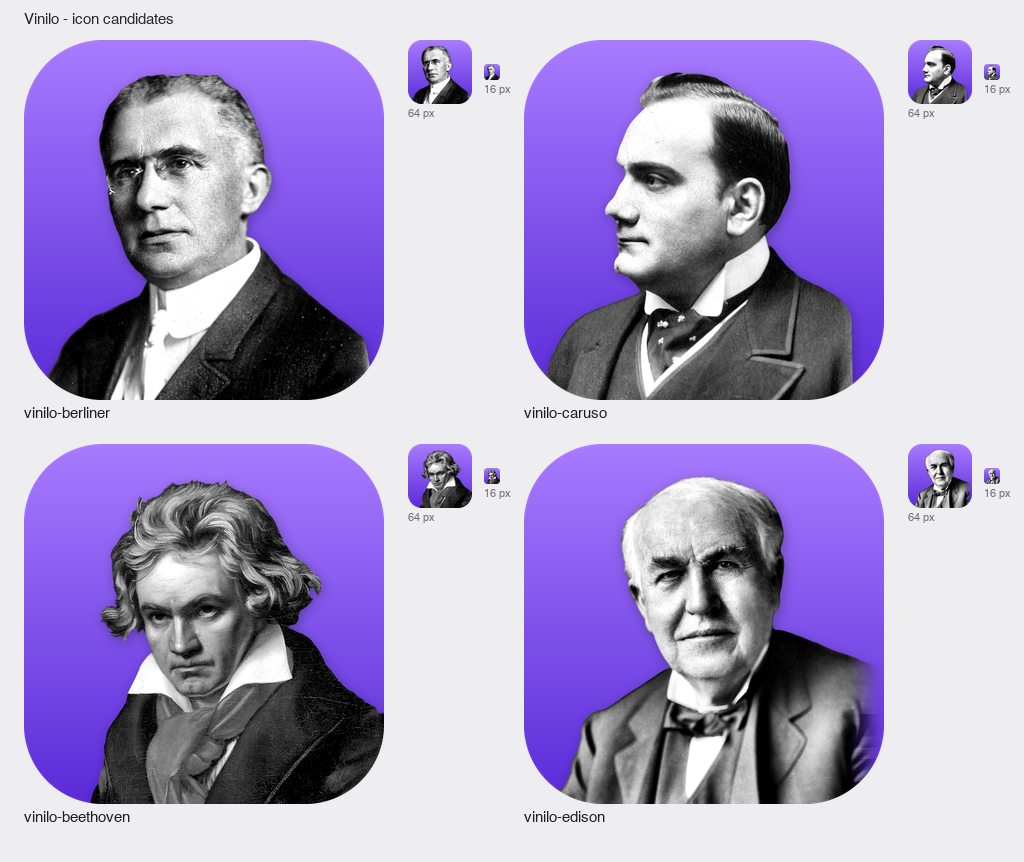 Vinilo - icon candidates
64 px
16 px
vinilo-berliner
64 px
16 px
vinilo-caruso
64 px
16 px
vinilo-beethoven
64 px
16 px
vinilo-edison